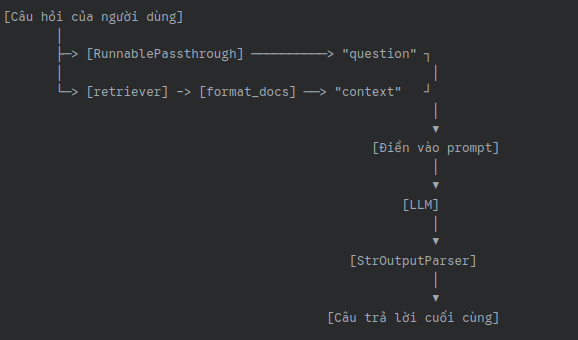 [Câu hỏi của người dùng]
│
├─> [RunnablePassthrough] ──────────> "question" ┐
│ │
└─> [retriever] -> [format_docs] ──> "context" ┘
│
▼
[Điền vào prompt]
│
▼
[LLM]
│
▼
[StrOutputParser]
│
▼
[Câu trả lời cuối cùng]